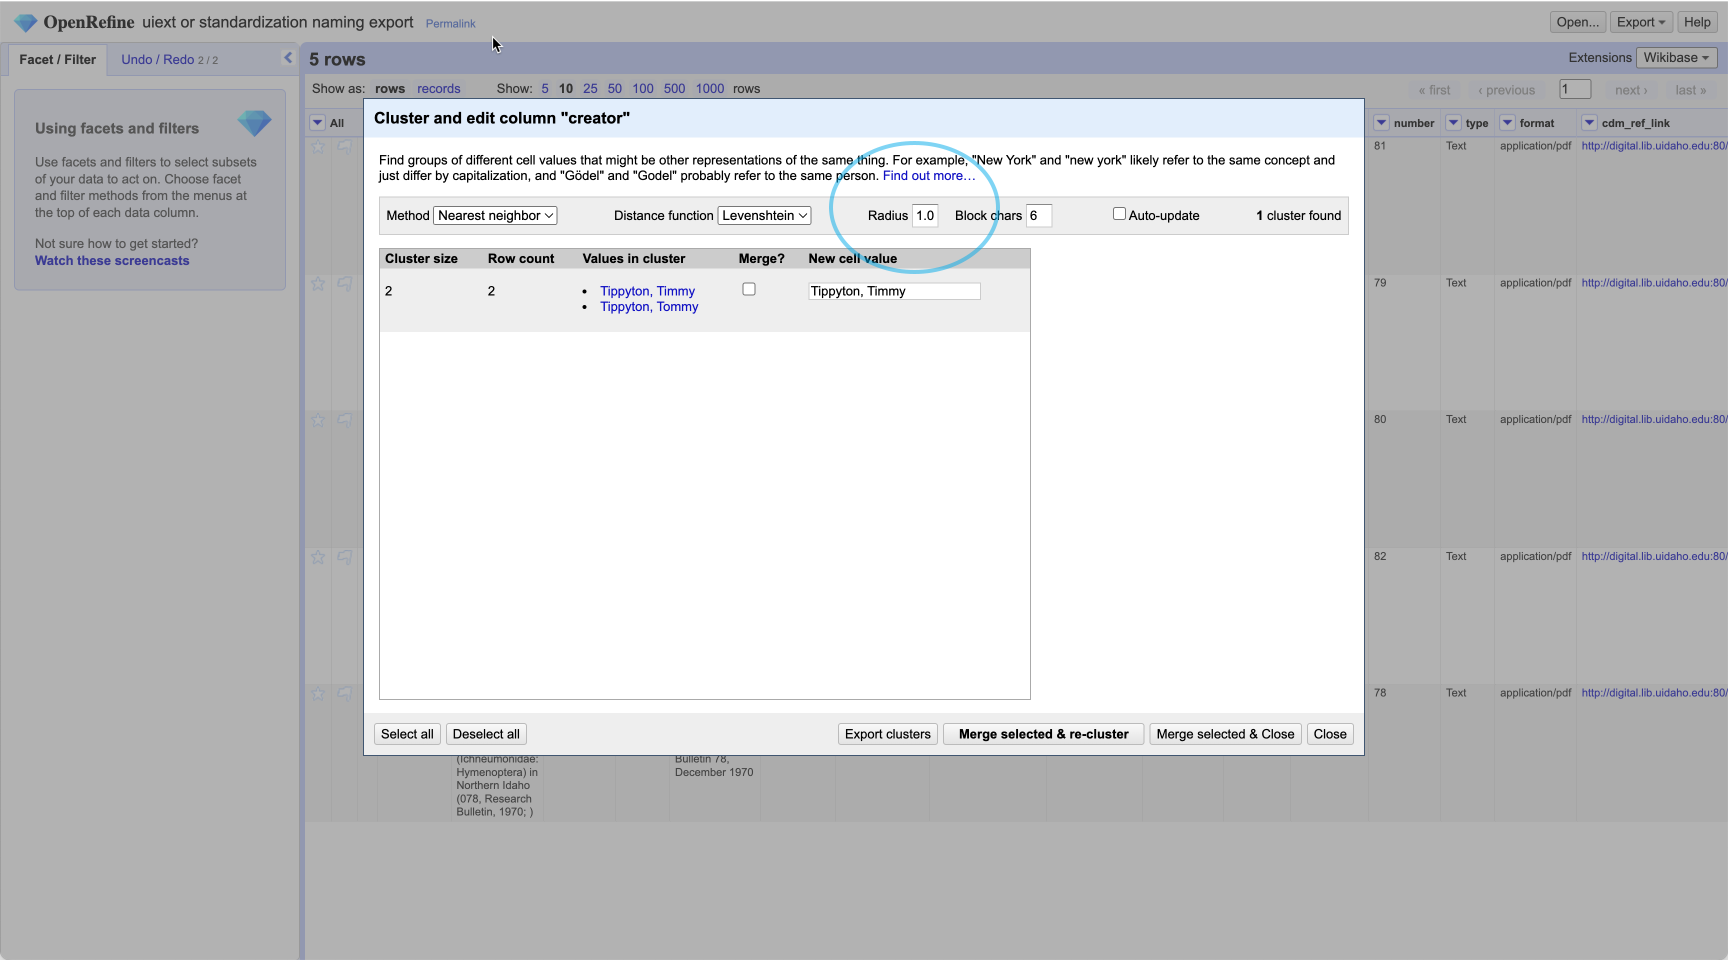 OpenRefine uiext or standardization naming export Permalink Open... Export Help
Facet / Filter Undo / Redo 2 / 2 5 rows Extensions Wikibase
Show as: rows records Show: 5 10 25 50 100 500 1000 rows « first ‹ previous 1 next › last »
Using facets and filters
Use facets and filters to select subsets
of your data to act on. Choose facet
and filter methods from the menus at
the top of each data column.
Not sure how to get started?
Watch these screencasts
All number type format cdm_ref_link
81 Text application/pdf http://digital.lib.uidaho.edu:80/
79 Text application/pdf http://digital.lib.uidaho.edu:80/
80 Text application/pdf http://digital.lib.uidaho.edu:80/
82 Text application/pdf http://digital.lib.uidaho.edu:80/
78 Text application/pdf http://digital.lib.uidaho.edu:80/
Cluster and edit column "creator"
Find groups of different cell values that might be other representations of the same thing. For example, "New York" and "new york" likely refer to the same concept and
just differ by capitalization, and "Gödel" and "Godel" probably refer to the same person. Find out more...
Method Nearest neighbor Distance function Levenshtein Radius 1.0 Block chars 6 Auto-update 1 cluster found
Cluster size Row count Values in cluster Merge? New cell value
2 2 • Tippyton, Timmy Tippyton, Timmy
• Tippyton, Tommy
Select all Deselect all Export clusters Merge selected & re-cluster Merge selected & Close Close
(Ichneumonidae:
Hymenoptera) in
Northern Idaho
(078, Research
Bulletin, 1970; )
Bulletin 78,
December 1970